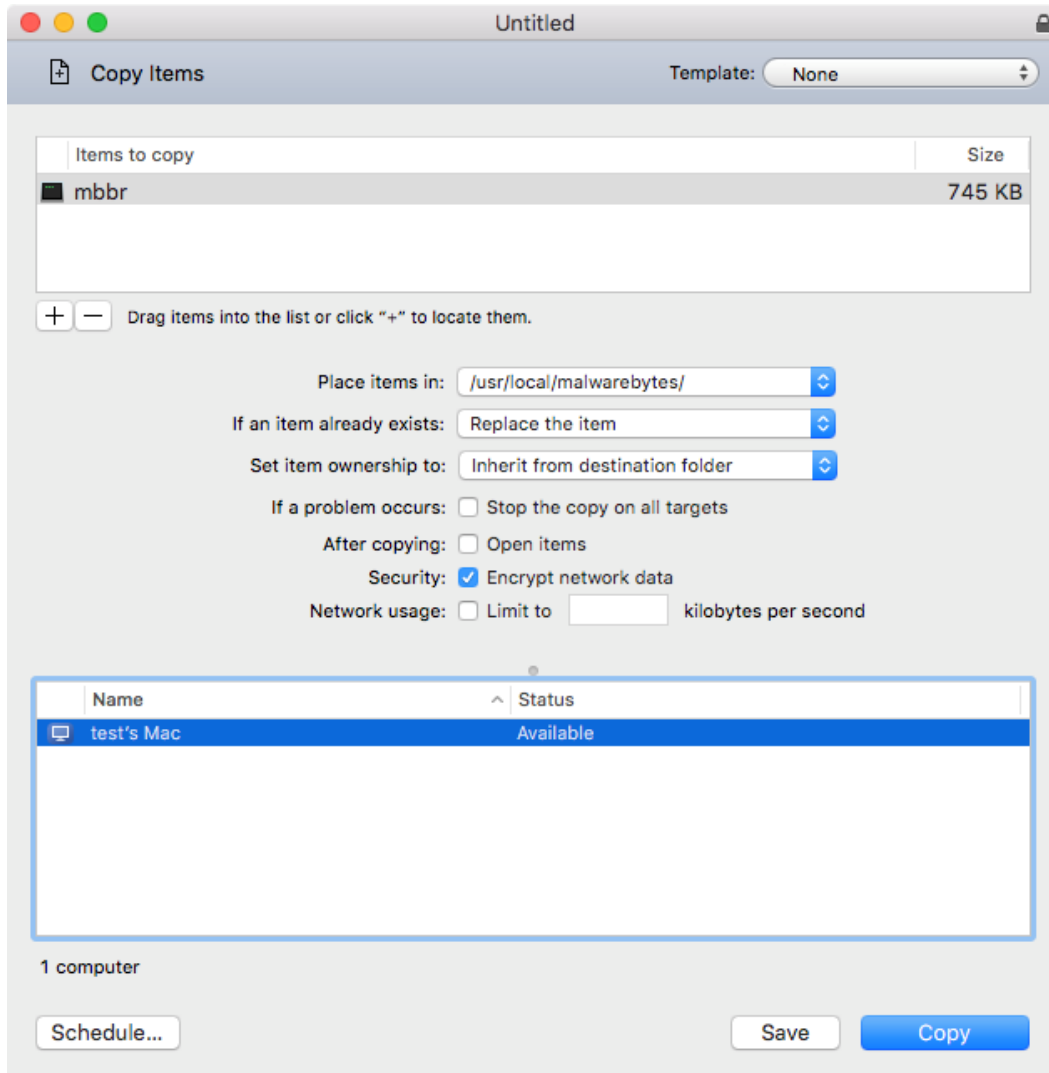 Untitled
Copy Items Template: None
Items to copy Size
mbbr 745 KB
+ − Drag items into the list or click “+” to locate them.
Place items in: /usr/local/malwarebytes/
If an item already exists: Replace the item
Set item ownership to: Inherit from destination folder
If a problem occurs: Stop the copy on all targets
After copying: Open items
Security: Encrypt network data
Network usage: Limit to kilobytes per second
Name Status
test’s Mac Available
1 computer
Schedule... Save Copy